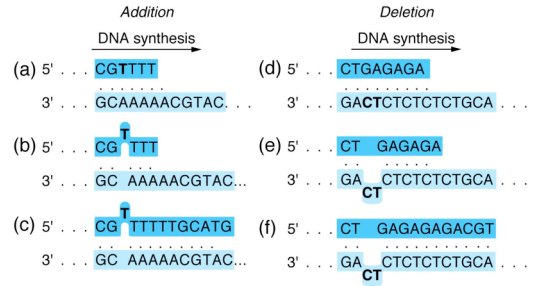 Addition
DNA synthesis
(a) 5' . . . CGTTTT
3' . . . GCAAAAACGTAC. . .
(b) 5' . . . CG T TTT
3' . . . GC AAAAACGTAC...
(c) 5' . . . CG T TTTTTGCATG
3' . . . GC AAAAACGTAC...
Deletion
DNA synthesis
(d) 5' . . . CTGAGAGA
3' . . . GACTCTCTCTCTGCA . . .
(e) 5' . . . CT GAGAGA
3' . . . GA CT CTCTCTCTGCA . . .
(f) 5' . . . CT GAGAGAGACGT
3' . . . GA CT CTCTCTCTGCA . . .